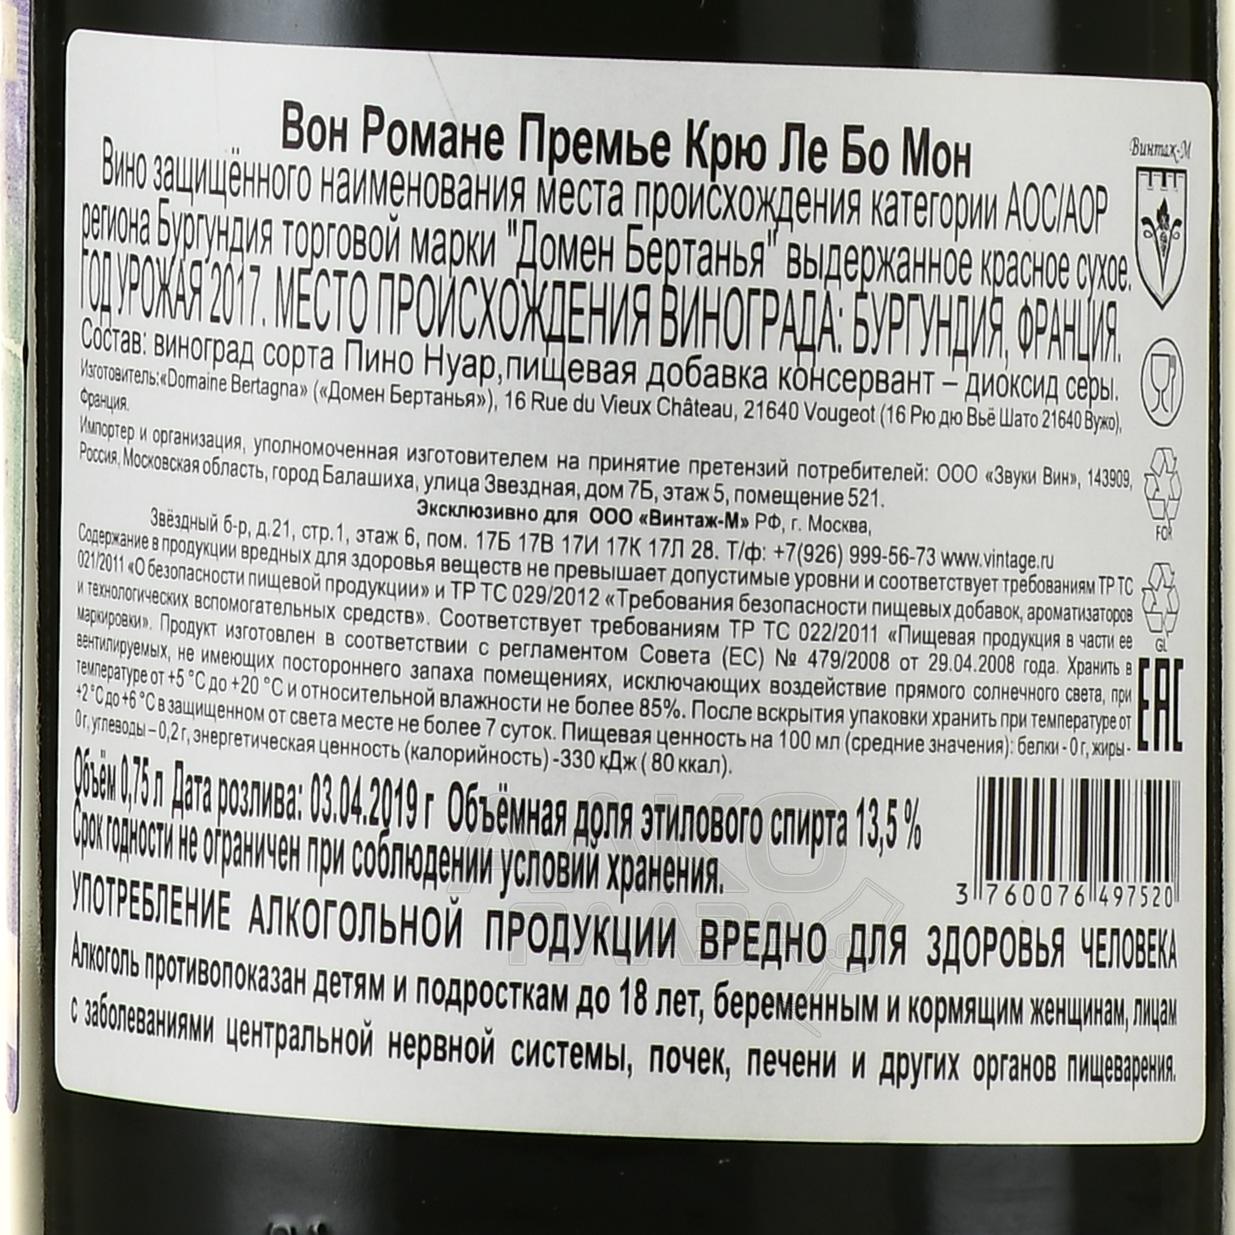 Вон Романе Премье Крю Ле Бо Мон
Винтаж-М
Вино защищённого наименования места происхождения категории AOC/AOP
региона Бургундия торговой марки "Домен Бертанья" выдержанное красное сухое.
ГОД УРОЖАЯ 2017. МЕСТО ПРОИСХОЖДЕНИЯ ВИНОГРАДА: БУРГУНДИЯ, ФРАНЦИЯ.
Состав: виноград сорта Пино Нуар,пищевая добавка консервант – диоксид серы.
Изготовитель:«Domaine Bertagna» («Домен Бертанья»), 16 Rue du Vieux Château, 21640 Vougeot (16 Рю дю Вьё Шато 21640 Вужо),
Франция.
Импортер и организация, уполномоченная изготовителем на принятие претензий потребителей: ООО «Звуки Вин», 143909,
Россия, Московская область, город Балашиха, улица Звездная, дом 7Б, этаж 5, помещение 521.
Эксклюзивно для ООО «Винтаж-М» РФ, г. Москва,
Звёздный б-р, д.21, стр.1, этаж 6, пом. 17Б 17В 17И 17К 17Л 28. Т/ф: +7(926) 999-56-73 www.vintage.ru
Содержание в продукции вредных для здоровья веществ не превышает допустимые уровни и соответствует требованиям ТР ТС
021/2011 «О безопасности пищевой продукции» и ТР ТС 029/2012 «Требования безопасности пищевых добавок, ароматизаторов
и технологических вспомогательных средств». Соответствует требованиям ТР ТС 022/2011 «Пищевая продукция в части ее
маркировки». Продукт изготовлен в соответствии с регламентом Совета (ЕС) № 479/2008 от 29.04.2008 года. Хранить в
вентилируемых, не имеющих постороннего запаха помещениях, исключающих воздействие прямого солнечного света, при
температуре от +5 °С до +20 °С и относительной влажности не более 85%. После вскрытия упаковки хранить при температуре от
+2 °С до +6 °С в защищенном от света месте не более 7 суток. Пищевая ценность на 100 мл (средние значения): белки - 0 г, жиры -
0 г, углеводы – 0,2 г, энергетическая ценность (калорийность) -330 кДж ( 80 ккал).
FOR
GL
EAC
Объём 0,75 л Дата розлива: 03.04.2019 г Объёмная доля этилового спирта 13,5 %
Срок годности не ограничен при соблюдении условий хранения.
3 760076 497520
УПОТРЕБЛЕНИЕ АЛКОГОЛЬНОЙ ПРОДУКЦИИ ВРЕДНО ДЛЯ ЗДОРОВЬЯ ЧЕЛОВЕКА
Алкоголь противопоказан детям и подросткам до 18 лет, беременным и кормящим женщинам, лицам
с заболеваниями центральной нервной системы, почек, печени и других органов пищеварения.
АЛКО
ПЛАЗА